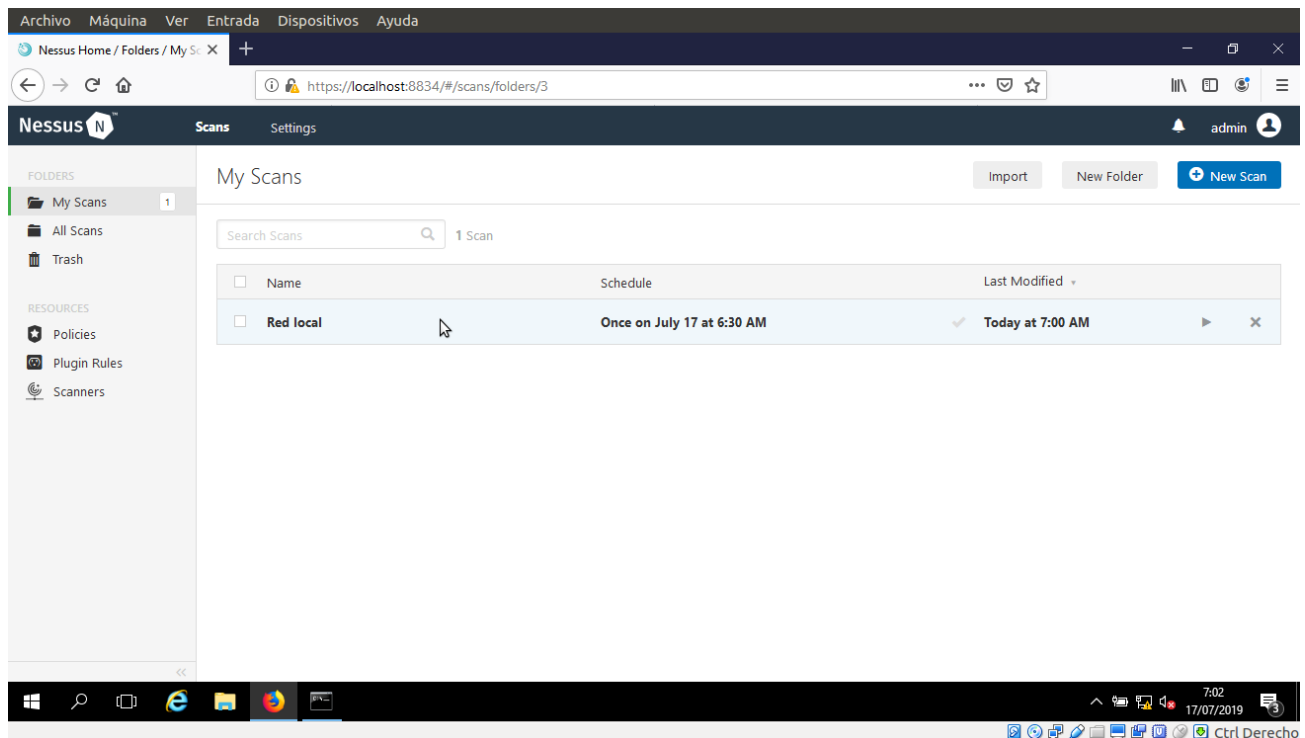 Archivo Máquina Ver Entrada Dispositivos Ayuda
Nessus Home / Folders / My Sc
https://localhost:8834/#/scans/folders/3
Nessus N Scans Settings admin
FOLDERS
My Scans 1
All Scans
Trash
RESOURCES
Policies
Plugin Rules
Scanners
My Scans Import New Folder New Scan
Search Scans 1 Scan
Name Schedule Last Modified
Red local Once on July 17 at 6:30 AM Today at 7:00 AM
7:02
17/07/2019 3
Ctrl Derecho